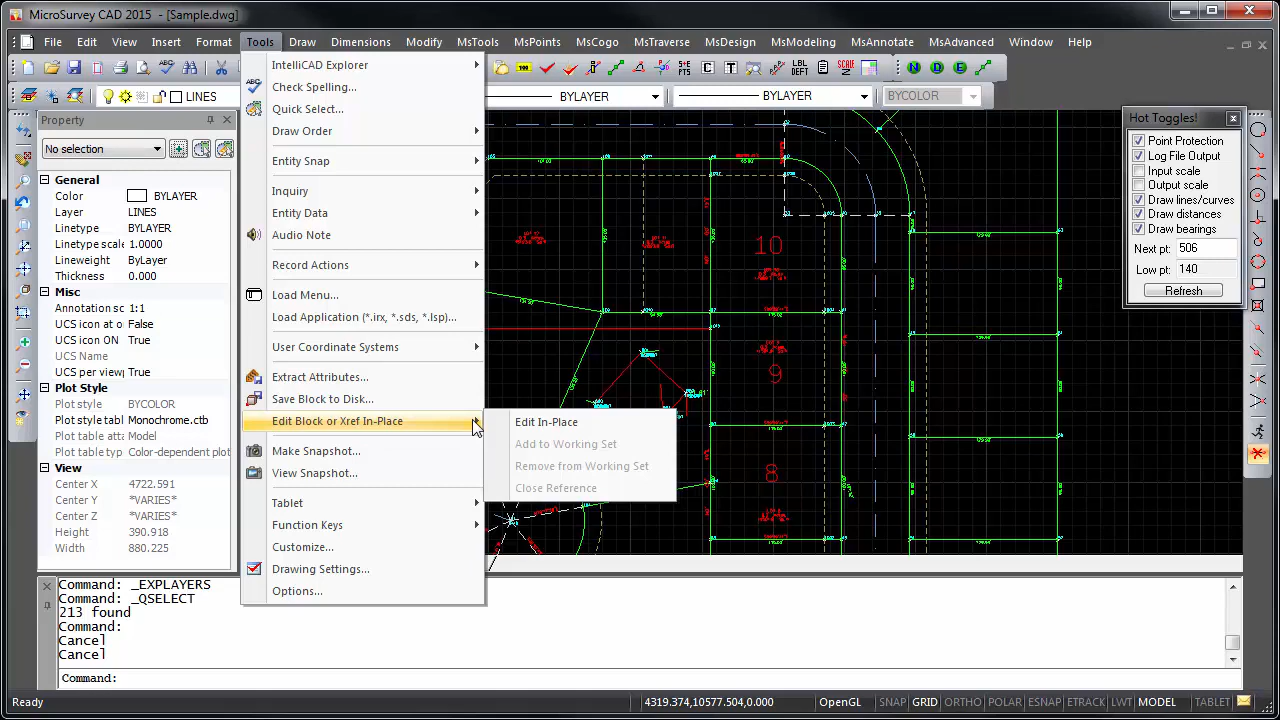 MicroSurvey CAD 2015 - [Sample.dwg]
File Edit View Insert Format Tools Draw Dimensions Modify MsTools MsPoints MsCogo MsTraverse MsDesign MsModeling MsAnnotate MsAdvanced Window Help
LINES BYLAYER BYLAYER BYCOLOR
Property
No selection
General
Color BYLAYER
Layer LINES
Linetype BYLAYER
Linetype scale 1.0000
Lineweight ByLayer
Thickness 0.000
Misc
Annotation s 1:1
UCS icon at o False
UCS icon ON True
UCS Name
UCS per viewp True
Plot Style
Plot style BYCOLOR
Plot style tabl Monochrome.ctb
Plot table atta Model
Plot table typ Color-dependent plot
View
Center X 4722.591
Center Y *VARIES*
Center Z *VARIES*
Height 390.918
Width 880.225
IntelliCAD Explorer
Check Spelling...
Quick Select...
Draw Order
Entity Snap
Inquiry
Entity Data
Audio Note
Record Actions
Load Menu...
Load Application (*.irx, *.sds, *.lsp)...
User Coordinate Systems
Extract Attributes...
Save Block to Disk...
Edit Block or Xref In-Place
Make Snapshot...
View Snapshot...
Tablet
Function Keys
Customize...
Drawing Settings...
Options...
Edit In-Place
Add to Working Set
Remove from Working Set
Close Reference
10
9
8
Hot Toggles!
Point Protection
Log File Output
Input scale
Output scale
Draw lines/curves
Draw distances
Draw bearings
Next pt: 506
Low pt: 143
Refresh
Command: _EXPLAYERS
Command: _QSELECT
213 found
Command:
Cancel
Cancel
Command:
Ready 4319.374,10577.504,0.000 OpenGL SNAP GRID ORTHO POLAR ESNAP ETRACK LWT MODEL TABLET